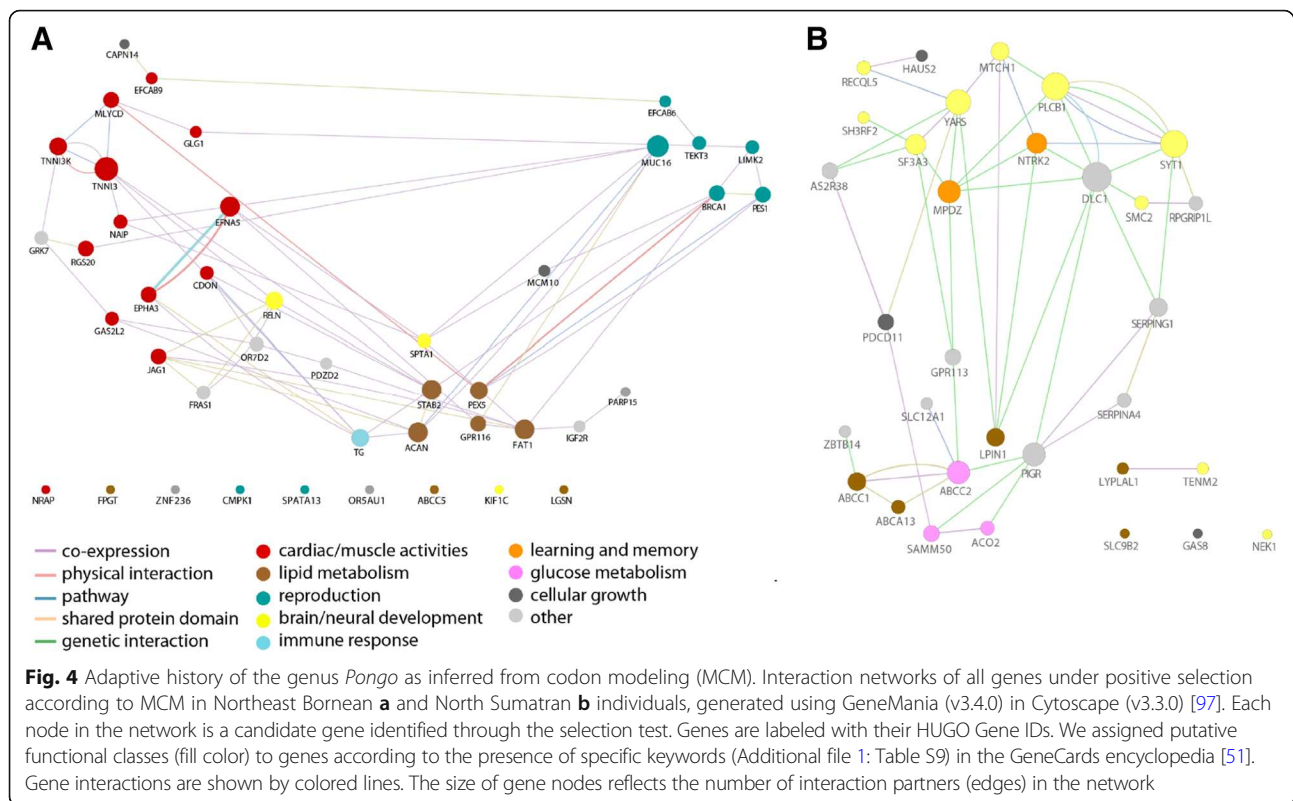 A
B
CAPN14
EFCAB9
MLYCD
GLG1
TNNI3K
TNNI3
EFNA5
NAIP
GRK7
RGS20
CDON
EPHA3
RELN
GAS2L2
OR7D2
JAG1
PDZD2
FRAS1
EFCAB6
TEKT3
MUC16
LIMK2
BRCA1
PES1
MCM10
SPTA1
STAB2
PEX5
PARP15
GPR116
TG
ACAN
FAT1
IGF2R
NRAP FPGT ZNF236 CMPK1 SPATA13 OR5AU1 ABCC5 KIF1C LGSN
HAUS2
MTCH1
RECQL5
PLCB1
YARS
SH3RF2
SF3A3
NTRK2
SYT1
AS2R38
MPDZ
DLC1
SMC2
RPGRIP1L
SERPING1
PDCD11
GPR113
SLC12A1
SERPINA4
ZBTB14
LPIN1
PIGR
ABCC1
ABCC2
LYPLAL1
TENM2
ABCA13
SAMM50
ACO2
SLC9B2
GAS8
NEK1
co-expression cardiac/muscle activities learning and memory
physical interaction lipid metabolism glucose metabolism
pathway reproduction cellular growth
shared protein domain brain/neural development other
genetic interaction immune response
Fig. 4 Adaptive history of the genus Pongo as inferred from codon modeling (MCM). Interaction networks of all genes under positive selection
according to MCM in Northeast Bornean a and North Sumatran b individuals, generated using GeneMania (v3.4.0) in Cytoscape (v3.3.0) [97]. Each
node in the network is a candidate gene identified through the selection test. Genes are labeled with their HUGO Gene IDs. We assigned putative
functional classes (fill color) to genes according to the presence of specific keywords (Additional file 1: Table S9) in the GeneCards encyclopedia [51].
Gene interactions are shown by colored lines. The size of gene nodes reflects the number of interaction partners (edges) in the network